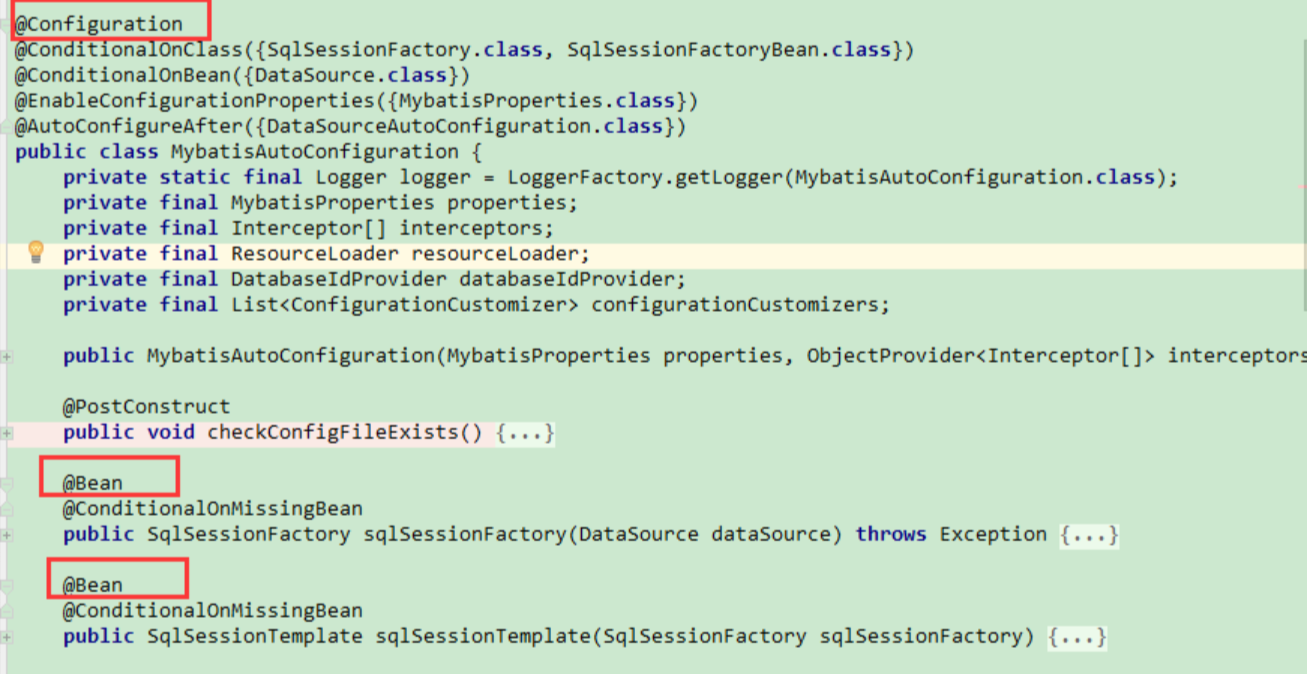 @Configuration
@ConditionalOnClass({SqlSessionFactory.class, SqlSessionFactoryBean.class})
@ConditionalOnBean({DataSource.class})
@EnableConfigurationProperties({MybatisProperties.class})
@AutoConfigureAfter({DataSourceAutoConfiguration.class})
public class MybatisAutoConfiguration {
    private static final Logger logger = LoggerFactory.getLogger(MybatisAutoConfiguration.class);
    private final MybatisProperties properties;
    private final Interceptor[] interceptors;
    private final ResourceLoader resourceLoader;
    private final DatabaseIdProvider databaseIdProvider;
    private final List<ConfigurationCustomizer> configurationCustomizers;
    public MybatisAutoConfiguration(MybatisProperties properties, ObjectProvider<Interceptor[]> interceptors
    @PostConstruct
    public void checkConfigFileExists() {...}
    @Bean
    @ConditionalOnMissingBean
    public SqlSessionFactory sqlSessionFactory(DataSource dataSource) throws Exception {...}
    @Bean
    @ConditionalOnMissingBean
    public SqlSessionTemplate sqlSessionTemplate(SqlSessionFactory sqlSessionFactory) {...}